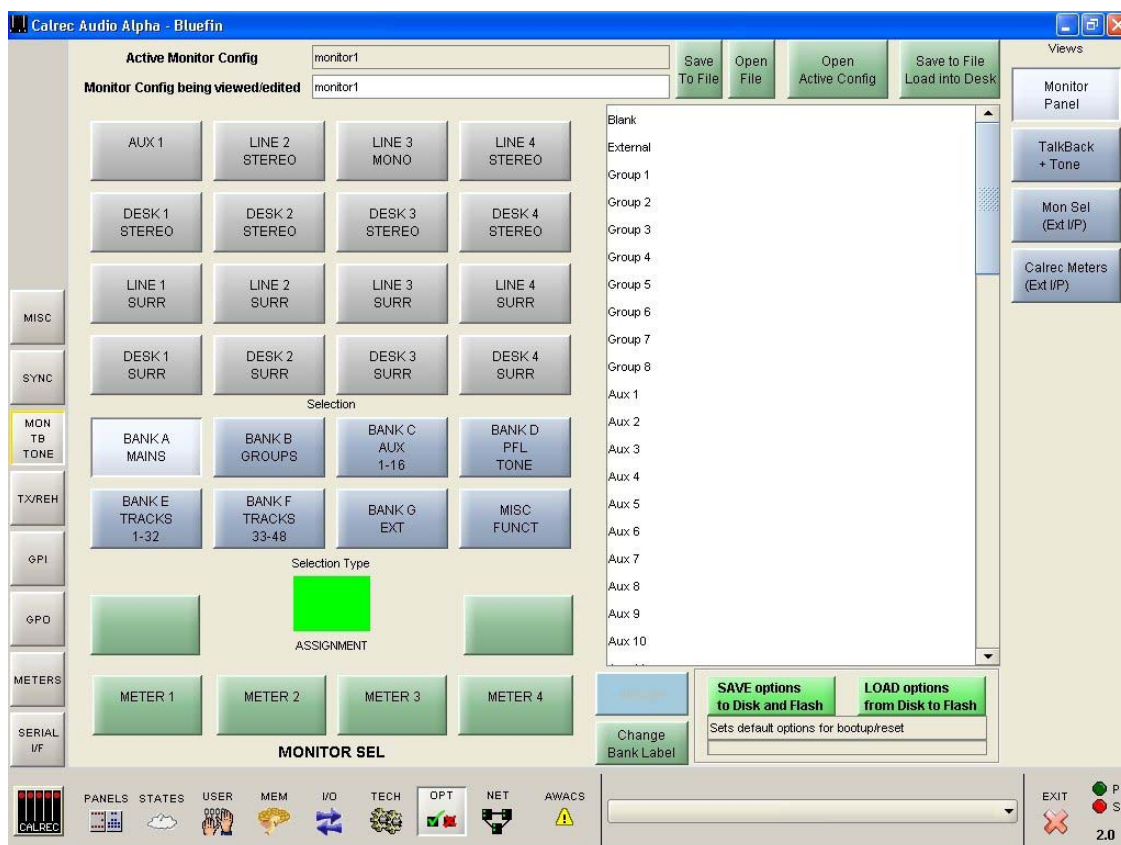 Calrec Audio Alpha - Bluefin
Active Monitor Config
monitor1
Monitor Config being viewed/edited
monitor1
Save
To File
Open
File
Open
Active Config
Save to File
Load into Desk
Views
Monitor
Panel
TalkBack
+ Tone
Mon Sel
(Ext I/P)
Calrec Meters
(Ext I/P)
AUX 1
LINE 2
STEREO
LINE 3
MONO
LINE 4
STEREO
DESK 1
STEREO
DESK 2
STEREO
DESK 3
STEREO
DESK 4
STEREO
LINE 1
SURR
LINE 2
SURR
LINE 3
SURR
LINE 4
SURR
DESK 1
SURR
DESK 2
SURR
DESK 3
SURR
DESK 4
SURR
Selection
BANK A
MAINS
BANK B
GROUPS
BANK C
AUX
1-16
BANK D
PFL
TONE
BANK E
TRACKS
1-32
BANK F
TRACKS
33-48
BANK G
EXT
MISC
FUNCT
Selection Type
ASSIGNMENT
METER 1
METER 2
METER 3
METER 4
MONITOR SEL
MISC
SYNC
MON
TB
TONE
TX/REH
GPI
GPO
METERS
SERIAL
I/F
Blank
External
Group 1
Group 2
Group 3
Group 4
Group 5
Group 6
Group 7
Group 8
Aux 1
Aux 2
Aux 3
Aux 4
Aux 5
Aux 6
Aux 7
Aux 8
Aux 9
Aux 10
Change
Bank Label
SAVE options
to Disk and Flash
LOAD options
from Disk to Flash
Sets default options for bootup/reset
CALREC
PANELS
STATES
USER
MEM
I/O
TECH
OPT
NET
AWACS
EXIT
P
S
2.0